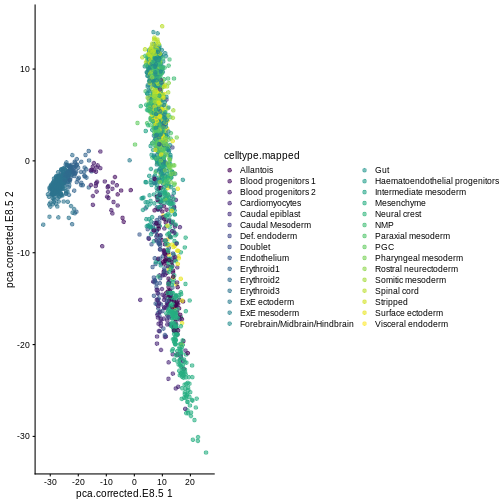 celltype.mapped
Allantois
Blood progenitors 1
Blood progenitors 2
Cardiomyocytes
Caudal epiblast
Caudal Mesoderm
Def. endoderm
Doublet
Endothelium
Erythroid1
Erythroid2
Erythroid3
ExE ectoderm
ExE mesoderm
Forebrain/Midbrain/Hindbrain
Gut
Haematoendothelial progenitors
Intermediate mesoderm
Mesenchyme
Neural crest
NMP
Paraxial mesoderm
PGC
Pharyngeal mesoderm
Rostral neurectoderm
Somitic mesoderm
Spinal cord
Stripped
Surface ectoderm
Visceral endoderm
pca.corrected.E8.5 2
10
0
-10
-20
-30
-30 -20 -10 0 10 20
pca.corrected.E8.5 1